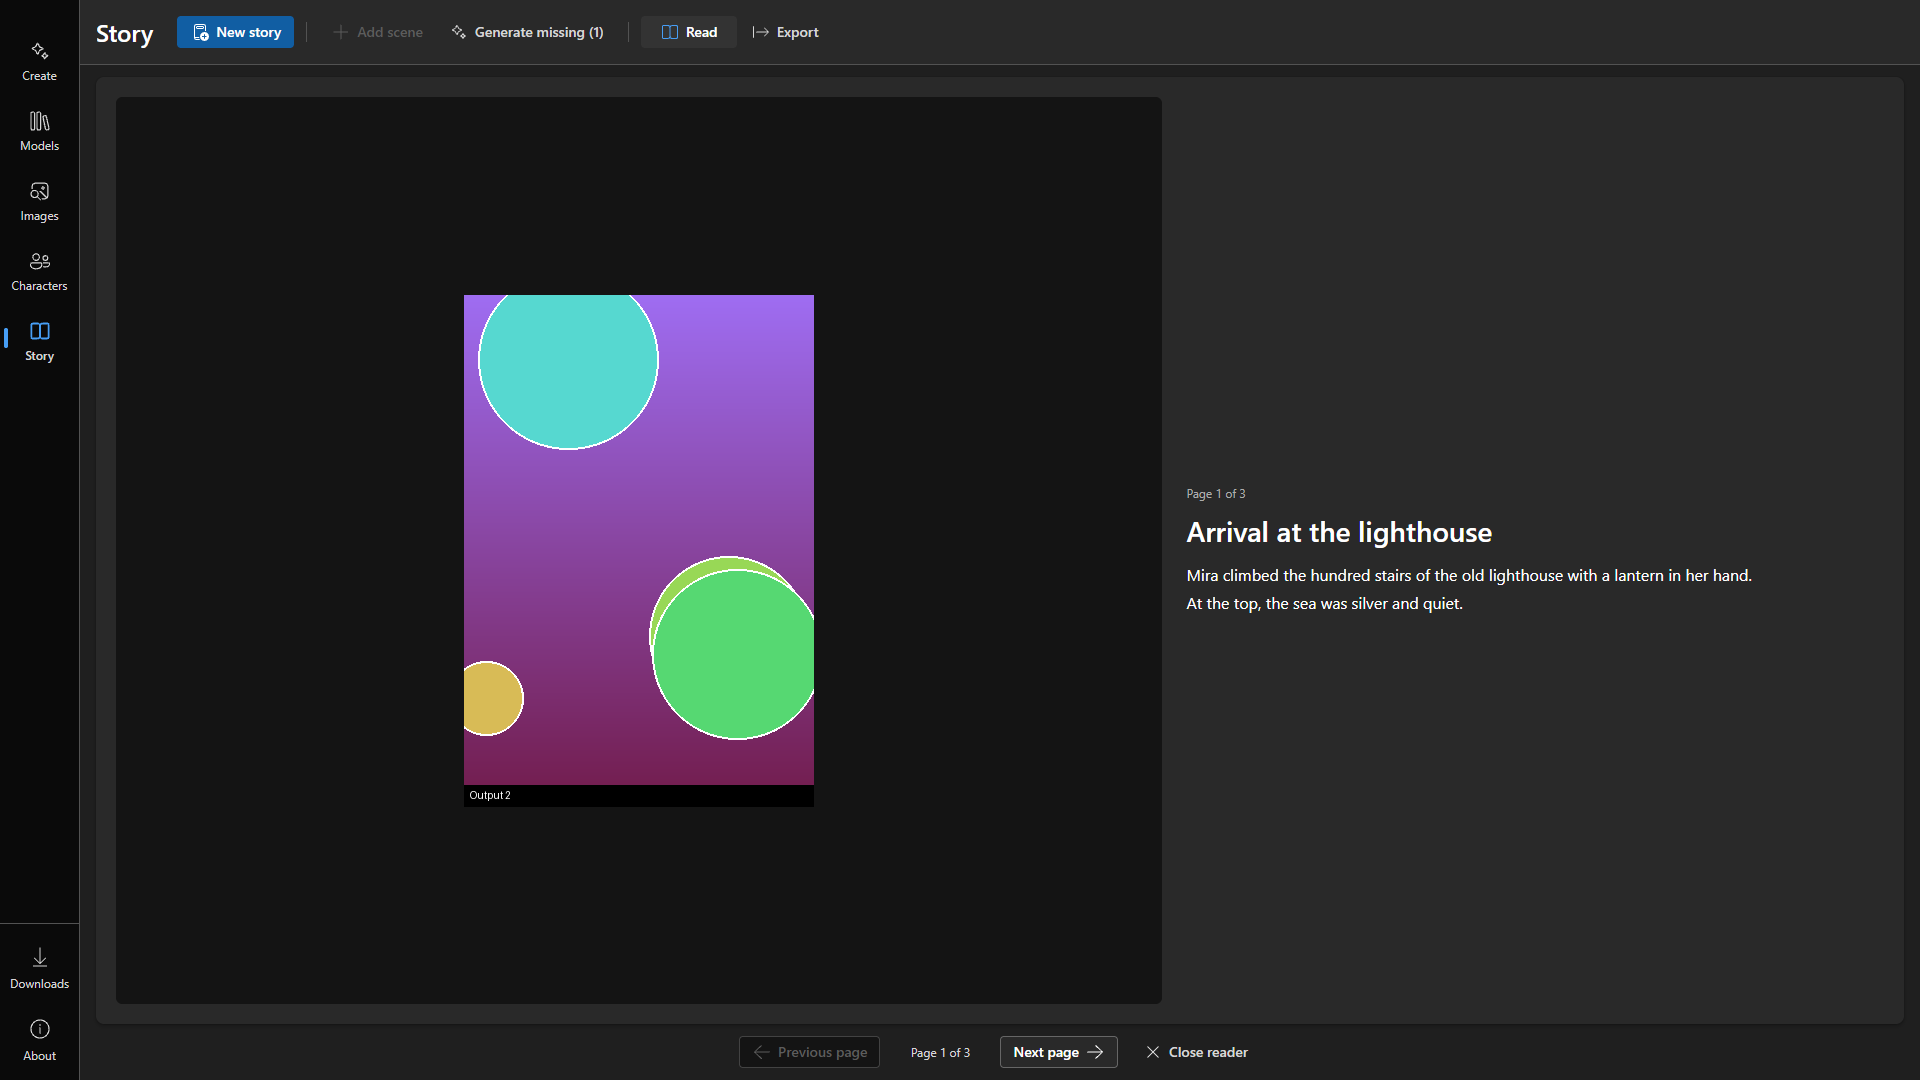 Story
New story
Add scene
Generate missing (1)
Read
Export
Create
Models
Images
Characters
Story
Downloads
About
Output 2
Page 1 of 3
Arrival at the lighthouse
Mira climbed the hundred stairs of the old lighthouse with a lantern in her hand.
At the top, the sea was silver and quiet.
Previous page
Page 1 of 3
Next page
Close reader